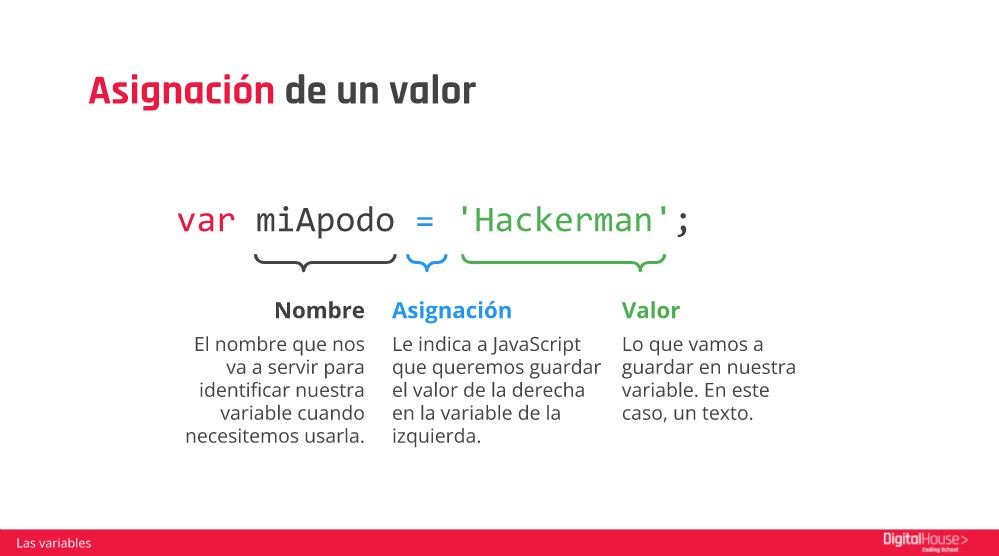 Asignación de un valor
var miApodo = 'Hackerman';
Nombre
El nombre que nos
va a servir para
identificar nuestra
variable cuando
necesitemos usarla.
Asignación
Le indica a JavaScript
que queremos guardar
el valor de la derecha
en la variable de la
izquierda.
Valor
Lo que vamos a
guardar en nuestra
variable. En este
caso, un texto.
Las variables
DigitalHouse>
Coding School